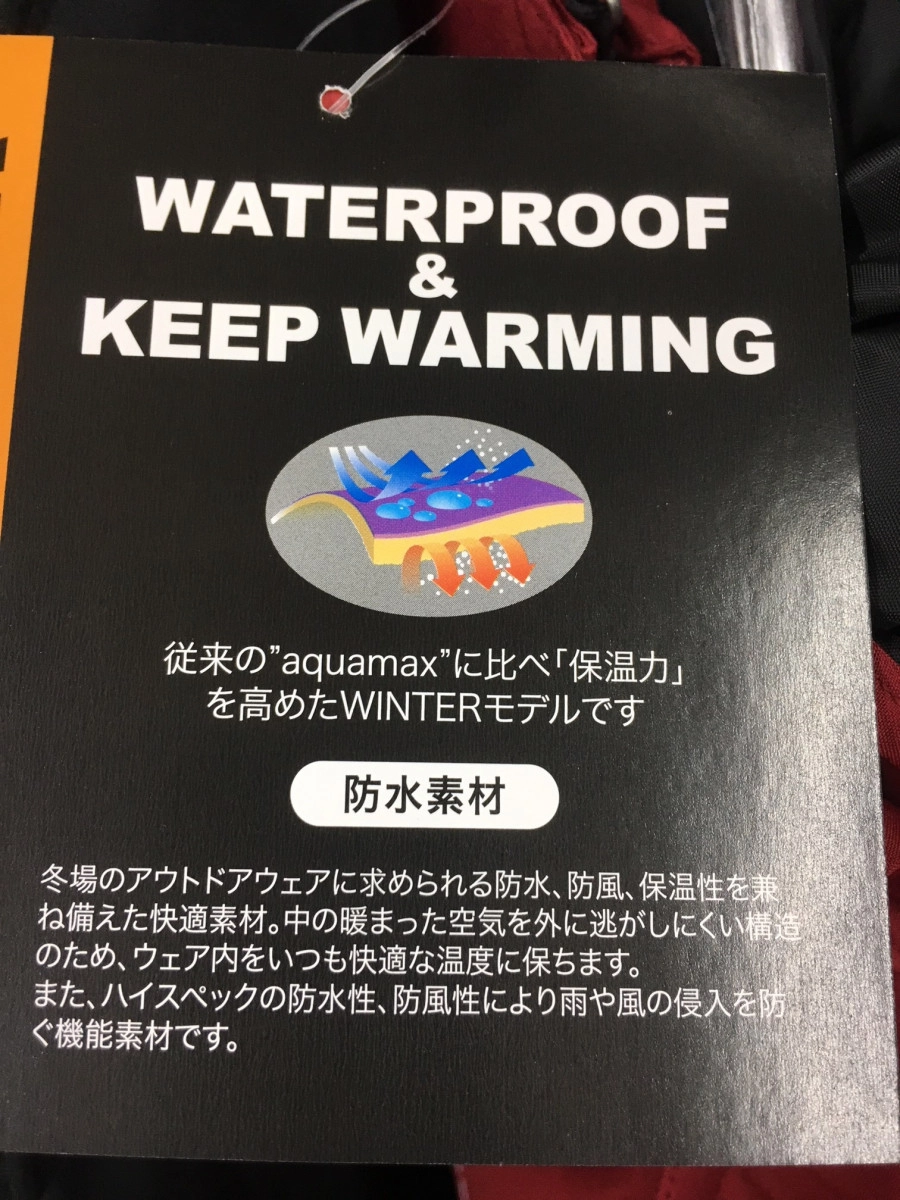 WATERPROOF
&
KEEP WARMING
従来の”aquamax”に比べ「保温力」
を高めたWINTERモデルです
防水素材
冬場のアウトドアウェアに求められる防水、防風、保温性を兼
ね備えた快適素材。中の暖まった空気を外に逃がしにくい構造
のため、ウェア内をいつも快適な温度に保ちます。
また、ハイスペックの防水性、防風性により雨や風の侵入を防
ぐ機能素材です。